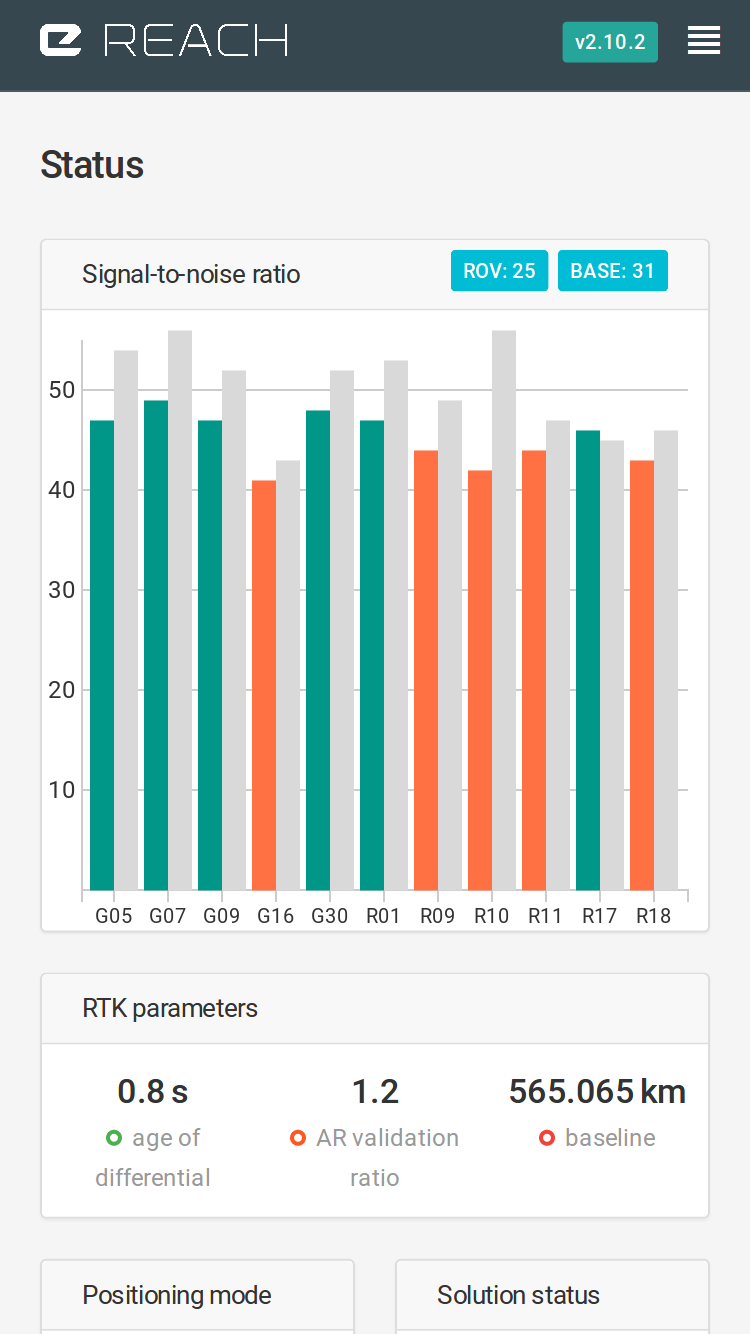 REACH
v2.10.2
Status
Signal-to-noise ratio
ROV: 25
BASE: 31
50
40
30
20
10
G05 G07 G09 G16 G30 R01 R09 R10 R11 R17 R18
RTK parameters
0.8 s
age of
differential
1.2
AR validation
ratio
565.065 km
baseline
Positioning mode
Solution status